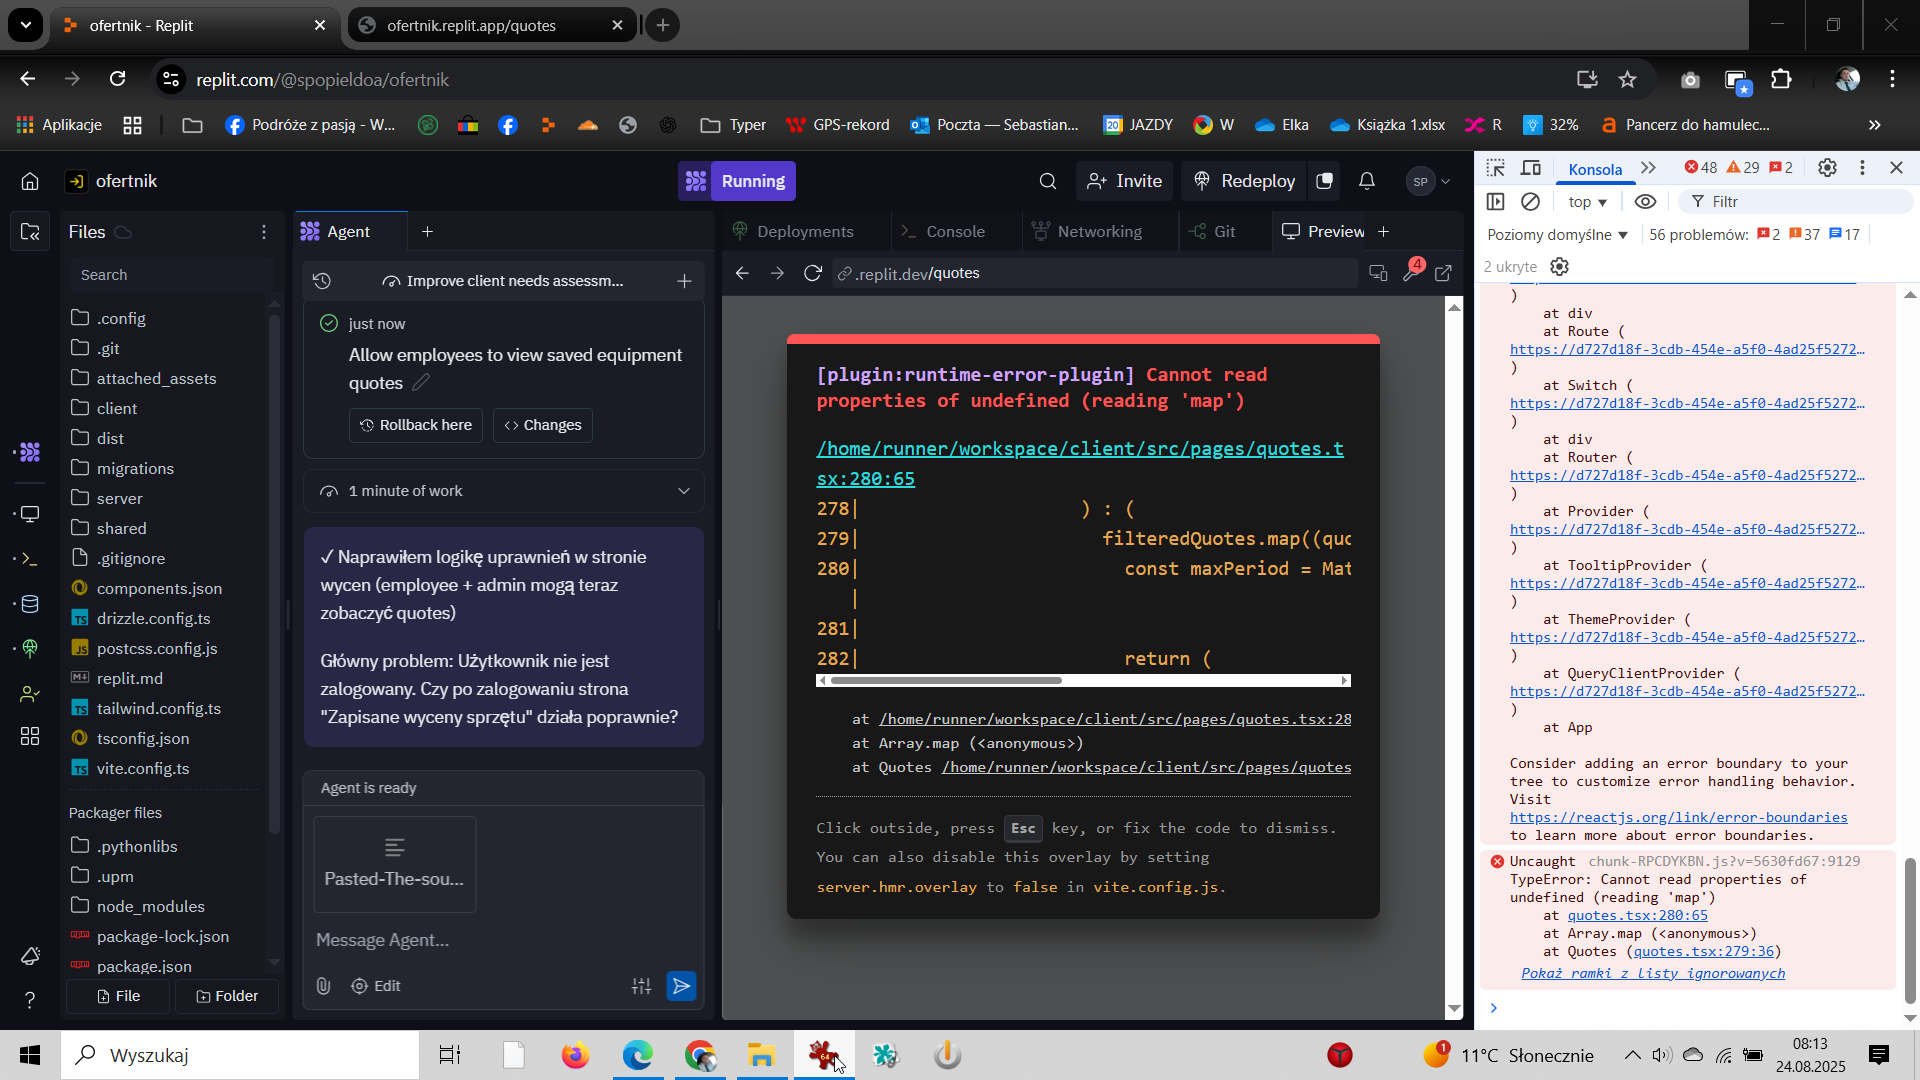 ofertnik - Replit
ofertnik.replit.app/quotes
replit.com/@spopieldoa/ofertnik
Aplikacje
Podróże z pasją - W...
Typer
GPS-rekord
Poczta — Sebastian...
20 JAZDY
W
Elka
Książka 1.xlsx
R
32%
Pancerz do hamulec...
»
ofertnik
Running
Invite
Redeploy
SP
Files
Search
.config
.git
attached_assets
client
dist
migrations
server
shared
.gitignore
components.json
drizzle.config.ts
postcss.config.js
replit.md
tailwind.config.ts
tsconfig.json
vite.config.ts
Packager files
.pythonlibs
.upm
node_modules
package-lock.json
package.json
File
Folder
Agent
Improve client needs assessm...
just now
Allow employees to view saved equipment
quotes
Rollback here
Changes
1 minute of work
✓ Naprawiłem logikę uprawnień w stronie
wycen (employee + admin mogą teraz
zobaczyć quotes)
Główny problem: Użytkownik nie jest
zalogowany. Czy po zalogowaniu strona
"Zapisane wyceny sprzętu" działa poprawnie?
Agent is ready
Pasted-The-sou...
Message Agent...
Edit
Deployments
Console
Networking
Git
Preview
.replit.dev/quotes
4
[plugin:runtime-error-plugin] Cannot read
properties of undefined (reading 'map')
/home/runner/workspace/client/src/pages/quotes.t
sx:280:65
278| ) : (
279| filteredQuotes.map((quo
280| const maxPeriod = Mat
|
281|
282| return (
at /home/runner/workspace/client/src/pages/quotes.tsx:28
at Array.map (<anonymous>)
at Quotes /home/runner/workspace/client/src/pages/quotes
Click outside, press Esc key, or fix the code to dismiss.
You can also disable this overlay by setting
server.hmr.overlay to false in vite.config.js.
Konsola
48 29 2
top ▼
Filtr
Poziomy domyślne ▼
56 problemów: 2 37 17
2 ukryte
)
at div
at Route (
https://d727d18f-3cdb-454e-a5f0-4ad25f5272…
)
at Switch (
https://d727d18f-3cdb-454e-a5f0-4ad25f5272…
)
at div
at Router (
https://d727d18f-3cdb-454e-a5f0-4ad25f5272…
)
at Provider (
https://d727d18f-3cdb-454e-a5f0-4ad25f5272…
)
at TooltipProvider (
https://d727d18f-3cdb-454e-a5f0-4ad25f5272…
)
at ThemeProvider (
https://d727d18f-3cdb-454e-a5f0-4ad25f5272…
)
at QueryClientProvider (
https://d727d18f-3cdb-454e-a5f0-4ad25f5272…
)
at App
Consider adding an error boundary to your
tree to customize error handling behavior.
Visit
https://reactjs.org/link/error-boundaries
to learn more about error boundaries.
Uncaught chunk-RPCDYKBN.js?v=5630fd67:9129
TypeError: Cannot read properties of
undefined (reading 'map')
at quotes.tsx:280:65
at Array.map (<anonymous>)
at Quotes (quotes.tsx:279:36)
Pokaż ramki z listy ignorowanych
Wyszukaj
64
1
11°C Słonecznie
08:13
24.08.2025